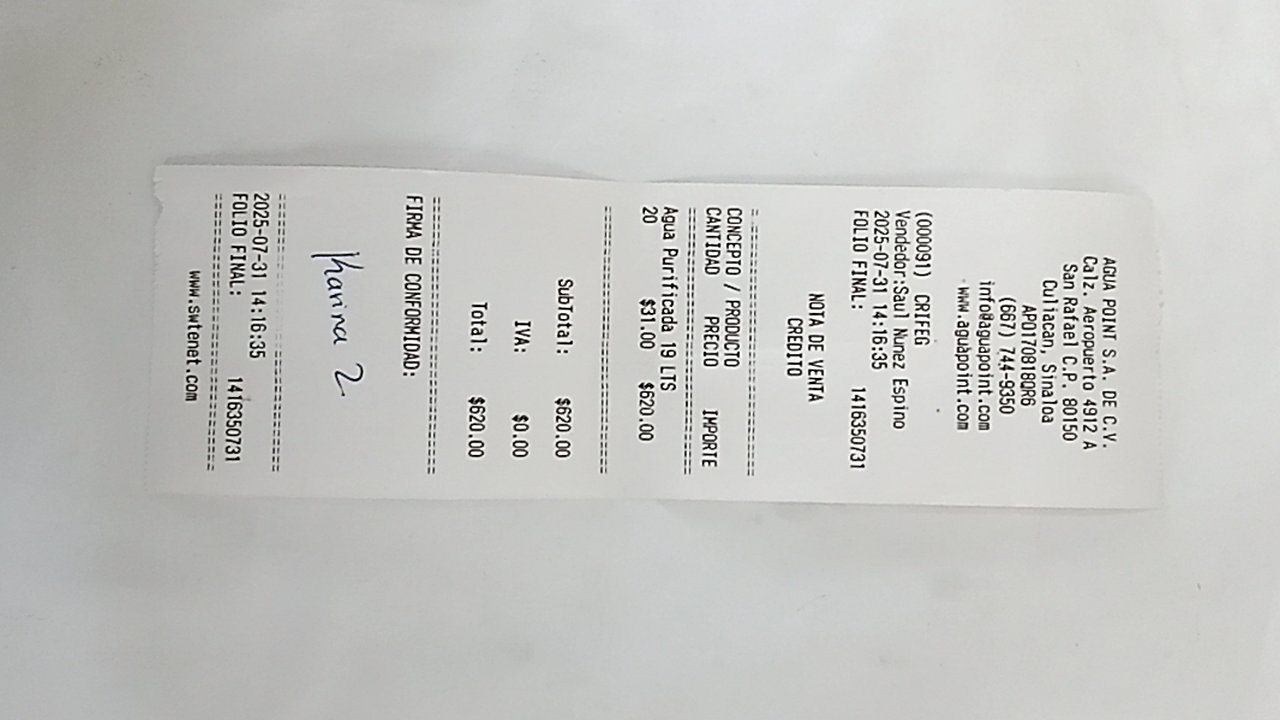 AGUA POINT S.A. DE C.V.
Calz. Aeropuerto 4912 A
San Rafael C.P. 80150
Culiacan, Sinaloa
APO170818QR6
(667) 744-9350
info@aguapoint.com
www.aguapoint.com
(000091) CRIFEG
Vendedor:Saul Nunez Espino
2025-07-31 14:16:35
FOLIO FINAL: 1416350731
NOTA DE VENTA
CREDITO
CONCEPTO / PRODUCTO
CANTIDAD PRECIO IMPORTE
Agua Purificada 19 LTS
20 $31.00 $620.00
SubTotal: $620.00
IVA: $0.00
Total: $620.00
FIRMA DE CONFORMIDAD:
Karina 2
2025-07-31 14:16:35
FOLIO FINAL: 1416350731
www.swtenet.com